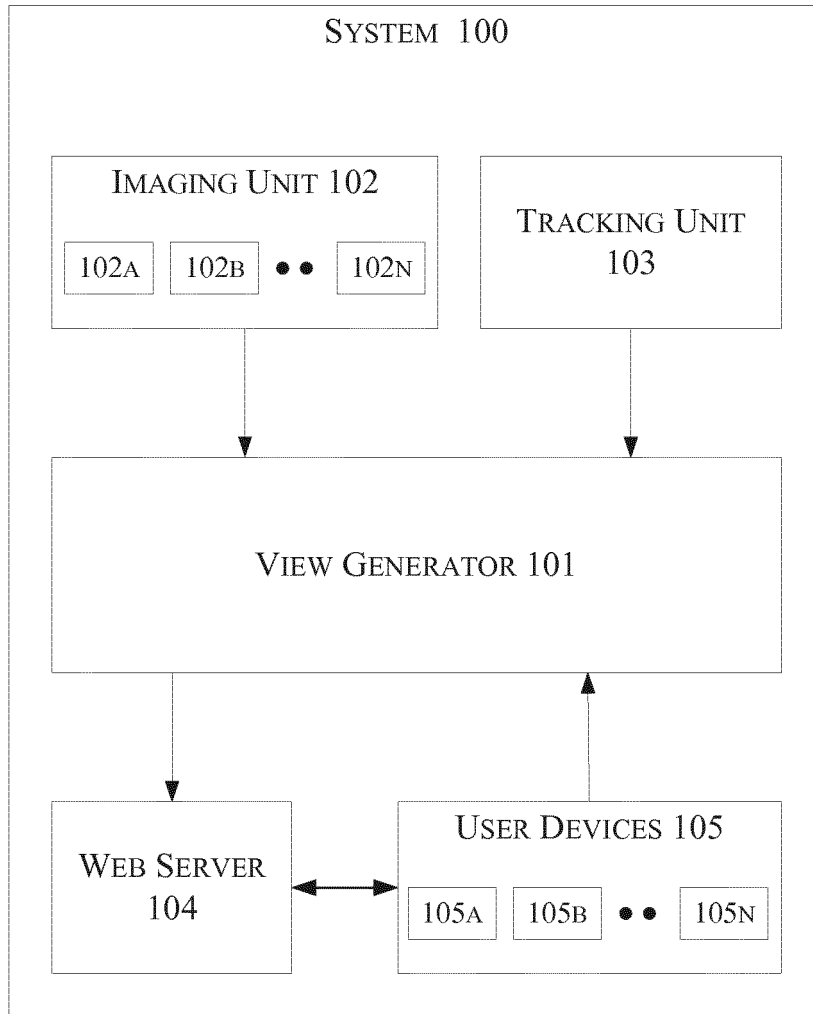 SYSTEM 100
IMAGING UNIT 102
102A 102B 102N
TRACKING UNIT
103
VIEW GENERATOR 101
WEB SERVER
104
USER DEVICES 105
105A 105B 105N